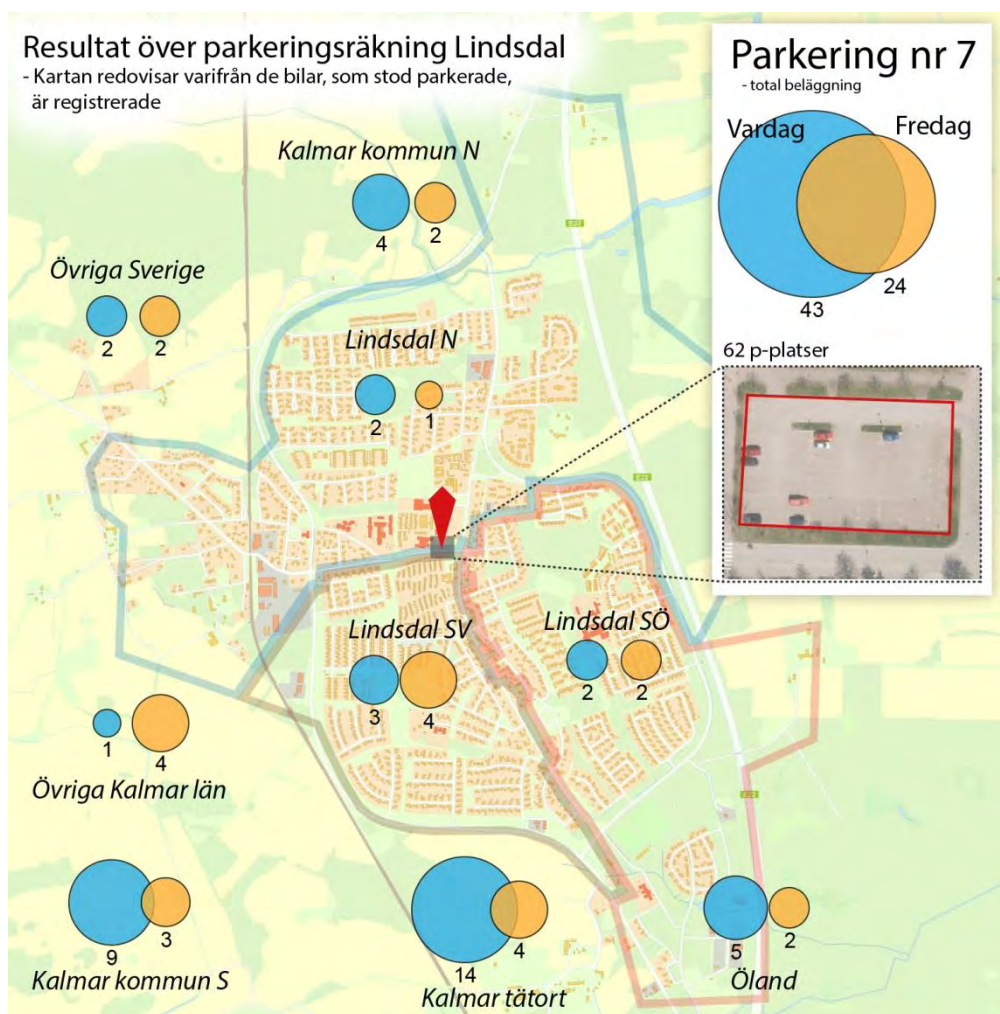 Resultat över parkeringsräkning Lindsdal
- Kartan redovisar varifrån de bilar, som stod parkerade,
är registrerade
Parkering nr 7
- total beläggning
Vardag
Fredag
43
24
62 p-platser
Kalmar kommun N
4
2
Övriga Sverige
2
2
Lindsdal N
2
1
Lindsdal SV
3
4
Lindsdal SÖ
2
2
1
4
Övriga Kalmar län
9
3
Kalmar kommun S
14
4
Kalmar tätort
5
2
Öland
E22
E22
E22